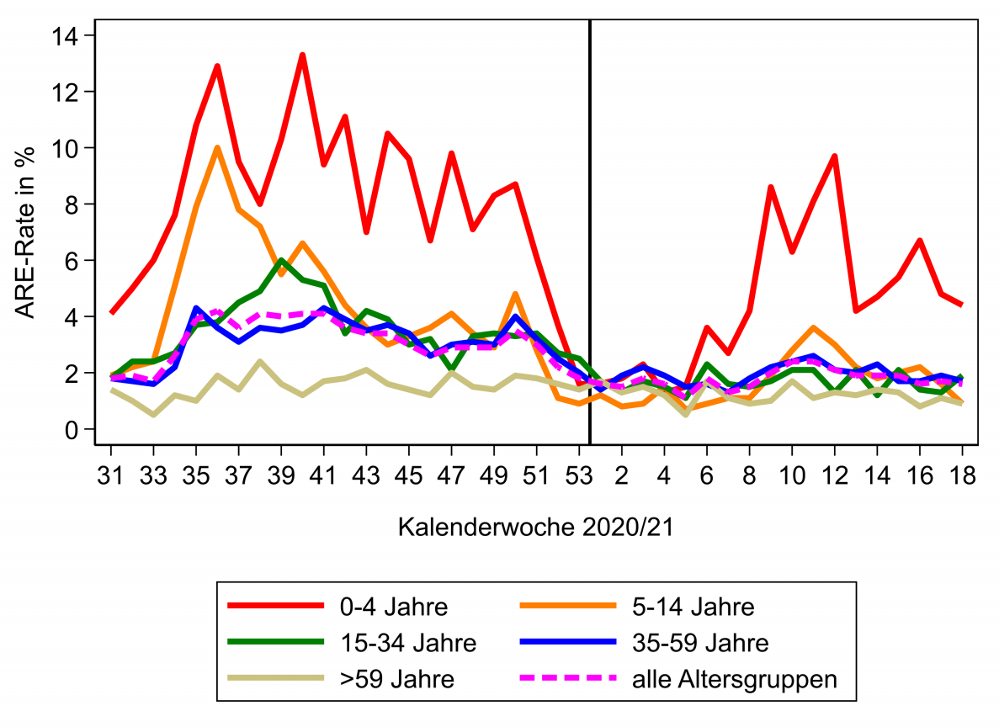 14
12
10
8
6
4
2
0
ARE-Rate in %
31 33 35 37 39 41 43 45 47 49 51 53 2 4 6 8 10 12 14 16 18
Kalenderwoche 2020/21
0-4 Jahre 5-14 Jahre
15-34 Jahre 35-59 Jahre
>59 Jahre alle Altersgruppen